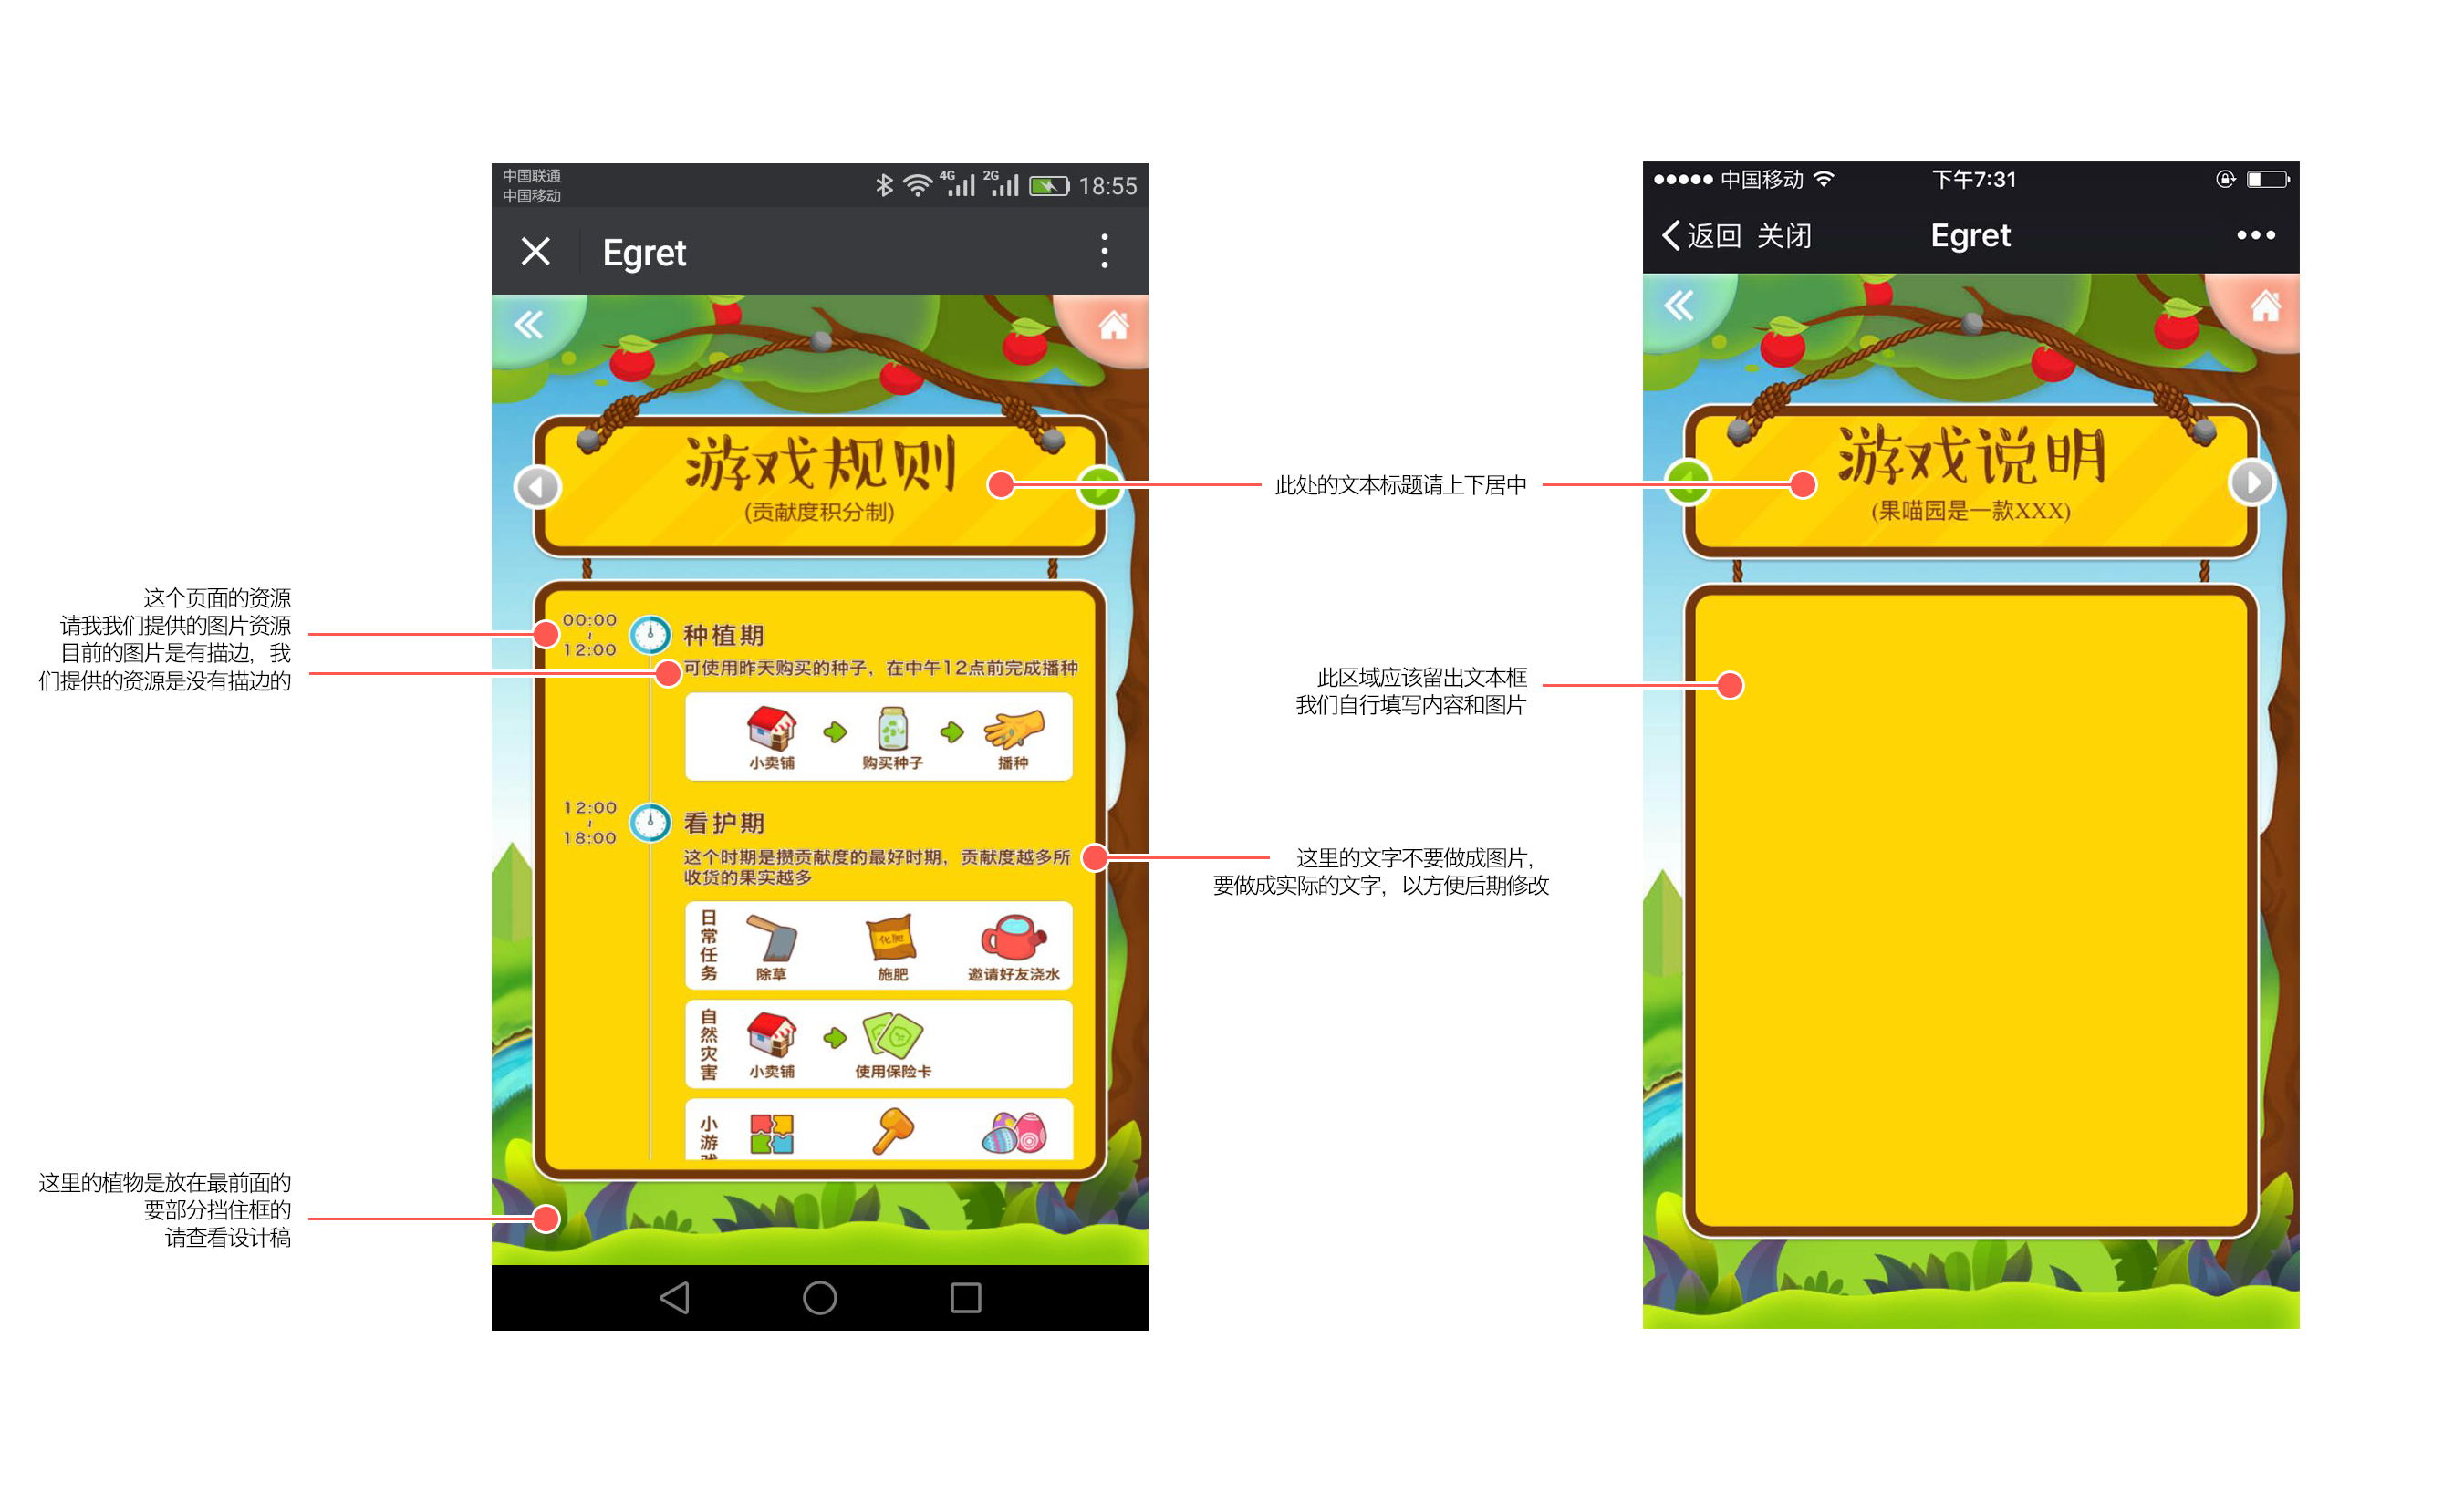 中国联通
中国移动
4G
2G
18:55
Egret
游戏规则
(贡献度积分制)
00:00
~
12:00
种植期
可使用昨天购买的种子，在中午12点前完成播种
小卖铺
购买种子
播种
12:00
~
18:00
看护期
这个时期是攒贡献度的最好时期，贡献度越多所
收货的果实越多
日常任务
化肥
除草
施肥
邀请好友浇水
自然灾害
小卖铺
使用保险卡
小游戏
中国移动
下午7:31
返回 关闭
Egret
游戏说明
(果喵园是一款XXX)
这个页面的资源
请我我们提供的图片资源
目前的图片是有描边，我
们提供的资源是没有描边的
这里的植物是放在最前面的
要部分挡住框的
请查看设计稿
此处的文本标题请上下居中
此区域应该留出文本框
我们自行填写内容和图片
这里的文字不要做成图片，
要做成实际的文字，以方便后期修改